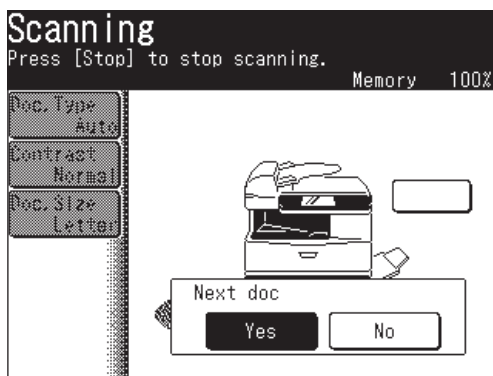 Scanning
Press [Stop] to stop scanning.
Memory 100%
Doc.Type
Auto
Contrast
Normal
Doc.Size
Letter
Next doc
Yes No